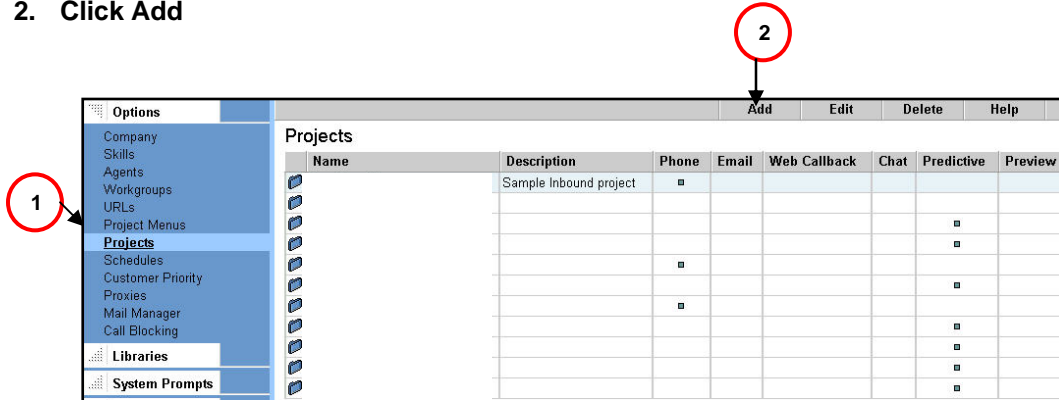 2. Click Add
2
Options
Add Edit Delete Help
Company
Skills
Agents
Workgroups
URLs
Project Menus
Projects
Schedules
Customer Priority
Proxies
Mail Manager
Call Blocking
Libraries
System Prompts
1
Projects
Name Description Phone Email Web Callback Chat Predictive Preview
Sample Inbound project